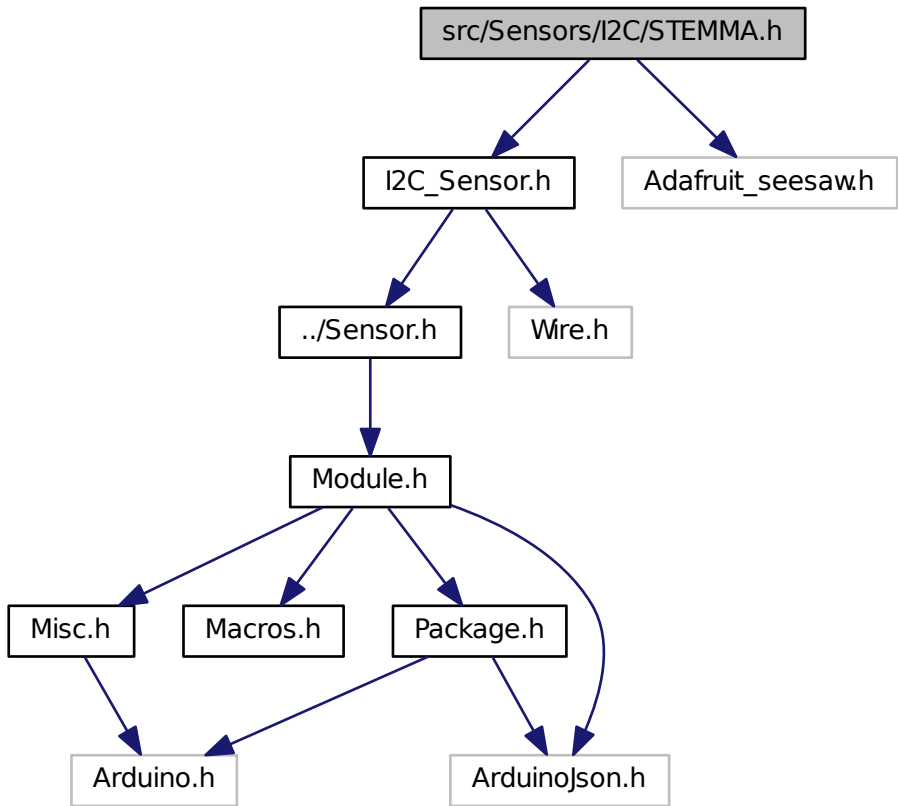 src/Sensors/I2C/STEMMA.h
I2C_Sensor.h
Adafruit_seesaw.h
../Sensor.h
Wire.h
Module.h
Misc.h
Macros.h
Package.h
Arduino.h
ArduinoJson.h